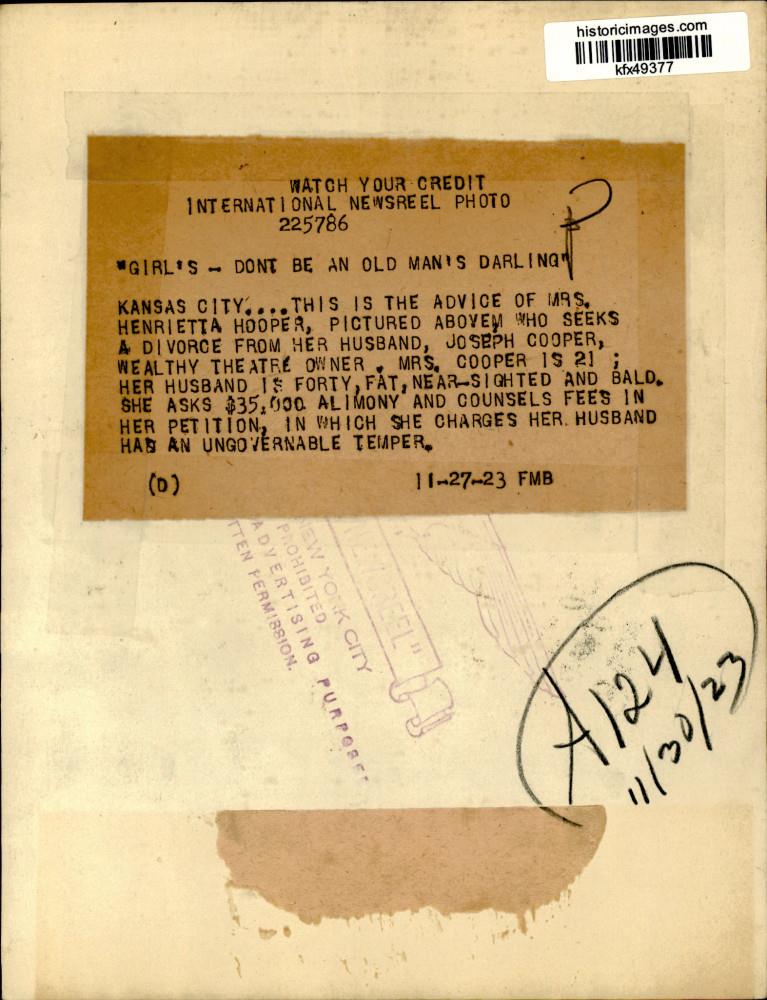 historicimages.com
kfx49377
WATCH YOUR CREDIT
INTERNATIONAL NEWSREEL PHOTO
225786
"GIRL'S - DONT BE AN OLD MAN'S DARLING"
KANSAS CITY.....THIS IS THE ADVICE OF MRS.
HENRIETTA HOOPER, PICTURED ABOVEM WHO SEEKS
A DIVORCE FROM HER HUSBAND, JOSEPH COOPER,
WEALTHY THEATRE OWNER . MRS. COOPER IS 21 ;
HER HUSBAND IS FORTY, FAT, NEAR-SIGHTED AND BALD.
SHE ASKS $35,000 ALIMONY AND COUNSELS FEES IN
HER PETITION, IN WHICH SHE CHARGES HER HUSBAND
HAS AN UNGOVERNABLE TEMPER.
(D) 11-27-23 FMB
NEWSREEL"
NEW YORK CITY
PROHIBITED
ADVERTISING PURPOSES
TTEN PERMISSION.
A124
11/30/23